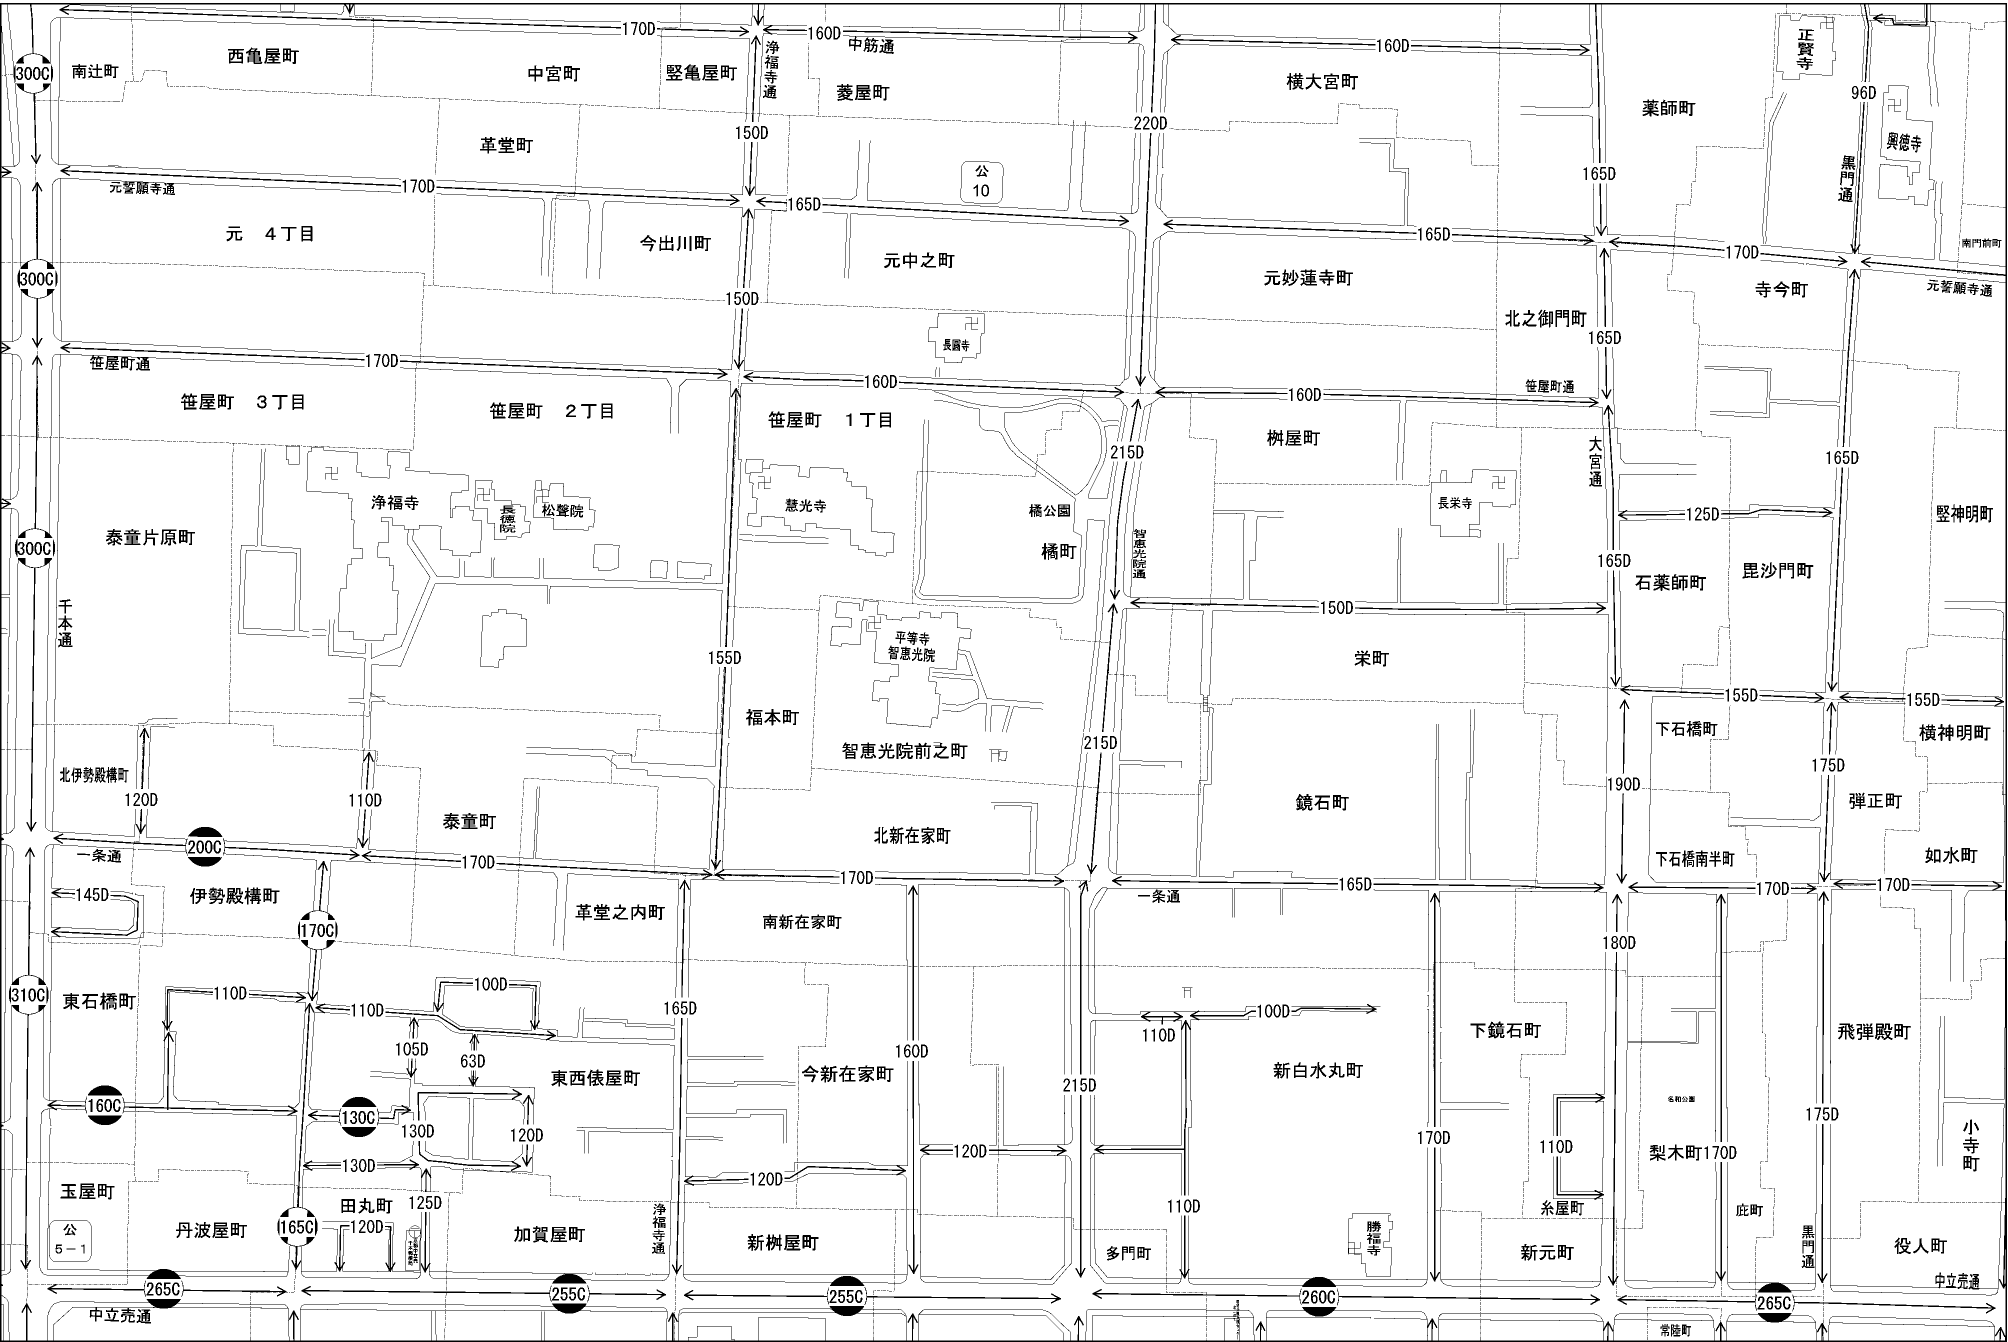 170D
160D
中筋通
160D
正賢寺
南辻町
西亀屋町
中宮町
竪亀屋町
浄福寺通
菱屋町
横大宮町
薬師町
96D
300C
150D
220D
革堂町
公
10
165D
黒門通
興徳寺
元誓願寺通
170D
165D
165D
170D
南門前町
元 4丁目
今出川町
元中之町
元妙蓮寺町
寺今町
元誓願寺通
300C
150D
長圓寺
北之御門町
165D
笹屋町通
170D
160D
160D
笹屋町通
笹屋町 3丁目
笹屋町 2丁目
笹屋町 1丁目
215D
桝屋町
大宮通
165D
浄福寺
長徳院
松聲院
慧光寺
橘公園
長栄寺
125D
竪神明町
泰童片原町
300C
橘町
智恵光院通
165D
石薬師町
毘沙門町
千本通
150D
155D
平等寺
智恵光院
栄町
155D
155D
福本町
智恵光院前之町
215D
下石橋町
横神明町
北伊勢殿構町
120D
110D
泰童町
北新在家町
鏡石町
190D
175D
弾正町
一条通
200C
170D
170D
165D
一条通
下石橋南半町
170D
170D
如水町
145D
伊勢殿構町
170C
革堂之内町
南新在家町
180D
310C
東石橋町
110D
110D
100D
165D
110D
100D
下鏡石町
飛弾殿町
105D
63D
東西俵屋町
今新在家町
160D
215D
新白水丸町
160C
130C
130D
120D
名和公園
175D
130D
120D
120D
170D
110D
梨木町
170D
小寺町
玉屋町
丹波屋町
165C
田丸町
120D
125D
加賀屋町
浄福寺通
新桝屋町
多門町
110D
勝福寺
糸屋町
新元町
庇町
黒門通
役人町
公
5-1
中立売通
265C
255C
255C
260C
265C
中立売通
常陸町